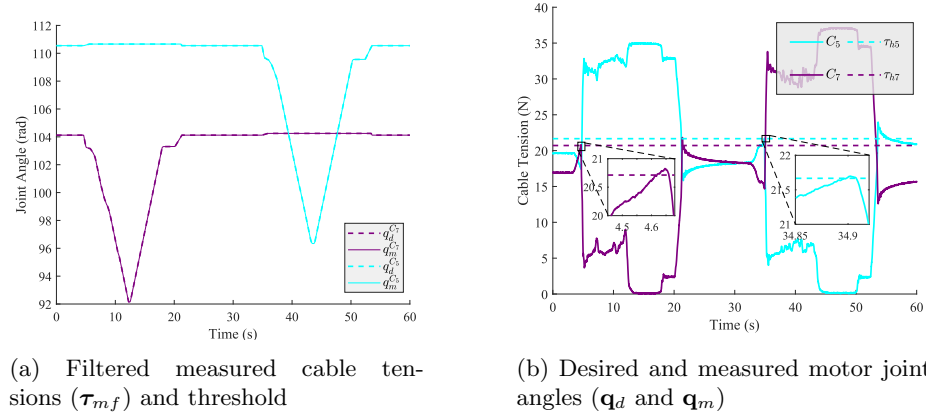 (a)
112
110
108
106
104
102
100
98
96
94
92
0 10 20 30 40 50 60
Joint Angle (rad)
Time (s)
q_d^{C_7}
q_m^{C_7}
q_d^{C_5}
q_m^{C_5}
(b)
40
35
30
25
20
15
10
5
0
0 10 20 30 40 50 60
Cable Tension (N)
Time (s)
C_5 τ_{h5}
C_7 τ_{h7}
21
20.5
20
4.5 4.6
22
21.5
21
34.85 34.9
(a) Filtered measured cable ten-
sions (τ_{mf}) and threshold
(b) Desired and measured motor joint
angles (q_d and q_m)